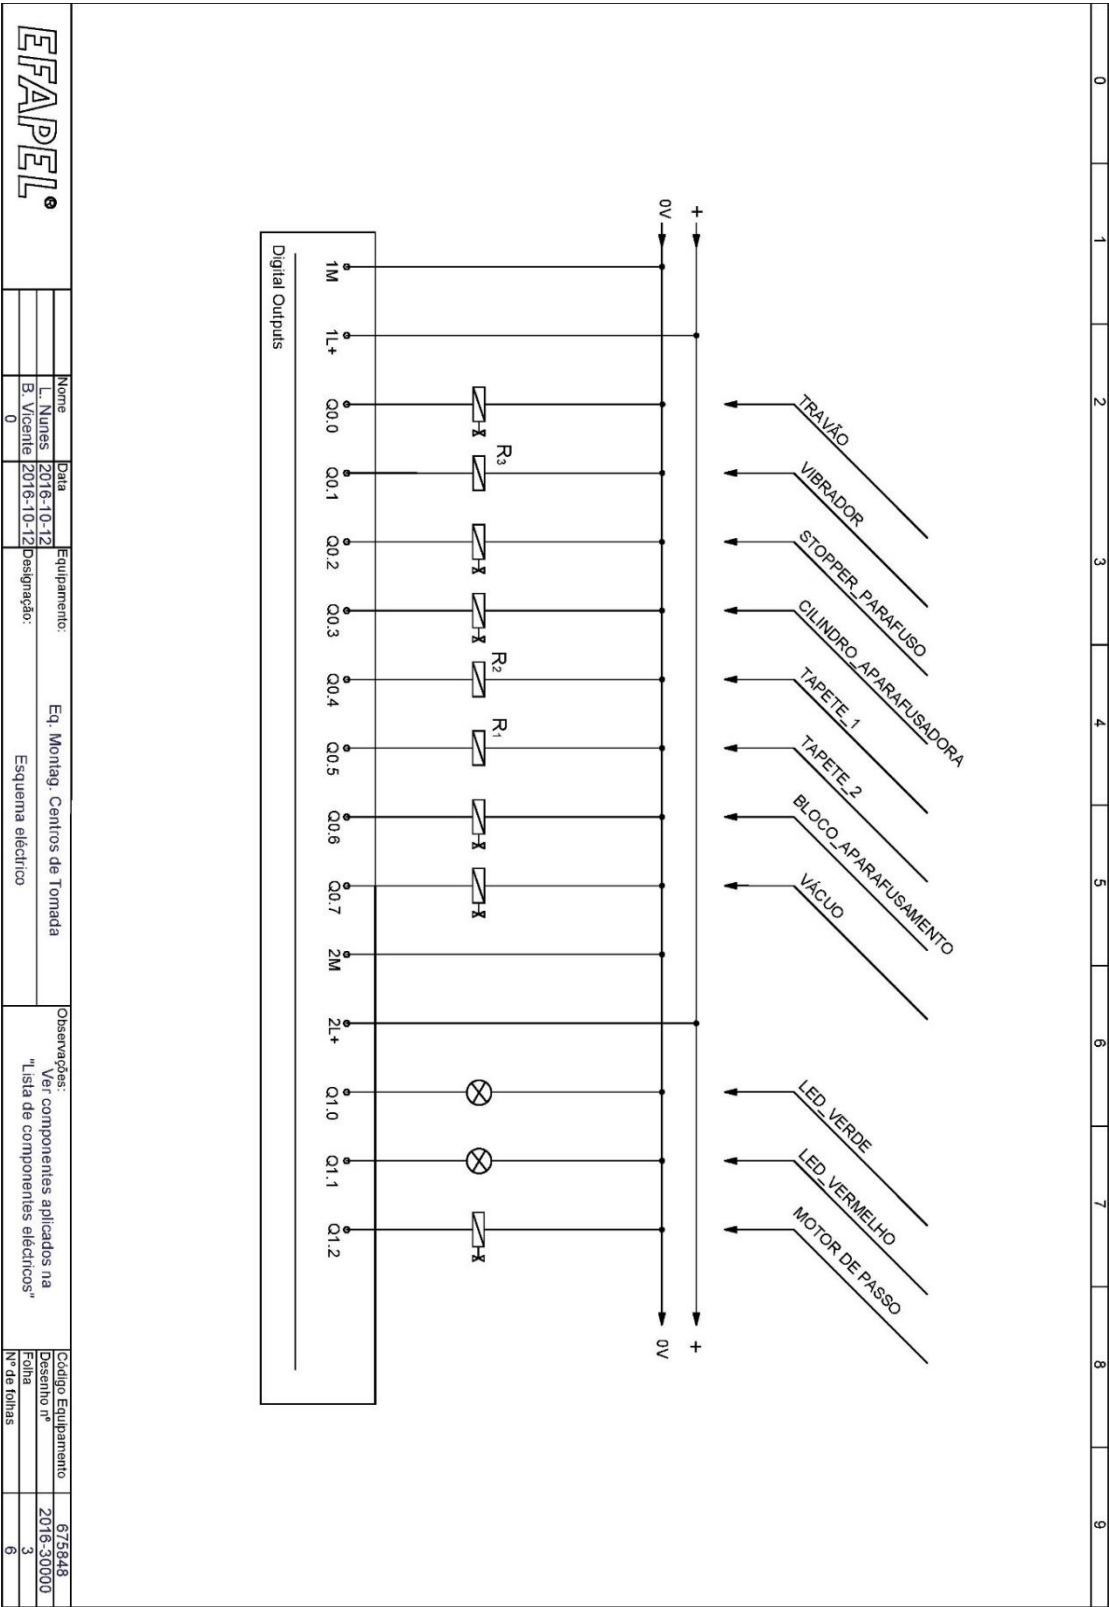 0 1 2 3 4 5 6 7 8 9
TRAVÃO
VIBRADOR
STOPPER_PARAFUSO
CILINDRO_APARAFUSADORA
TAPETE_1
TAPETE_2
BLOCO_APARAFUSAMENTO
VÁCUO
LED_VERDE
LED_VERMELHO
MOTOR DE PASSO
+ +
0V 0V
R3 R2 R1
1M 1L+ Q0.0 Q0.1 Q0.2 Q0.3 Q0.4 Q0.5 Q0.6 Q0.7 2M 2L+ Q1.0 Q1.1 Q1.2
Digital Outputs
EFAPEL®
Nome Data
L. Nunes 2016-10-12
B. Vicente 2016-10-12
0
Equipamento:
Eq. Montag. Centros de Tomada
Designação:
Esquema eléctrico
Observações:
Ver componentes aplicados na
"Lista de componentes eléctricos"
Código Equipamento 675848
Desenho nº 2016-30000
Folha 3
Nº de folhas 6